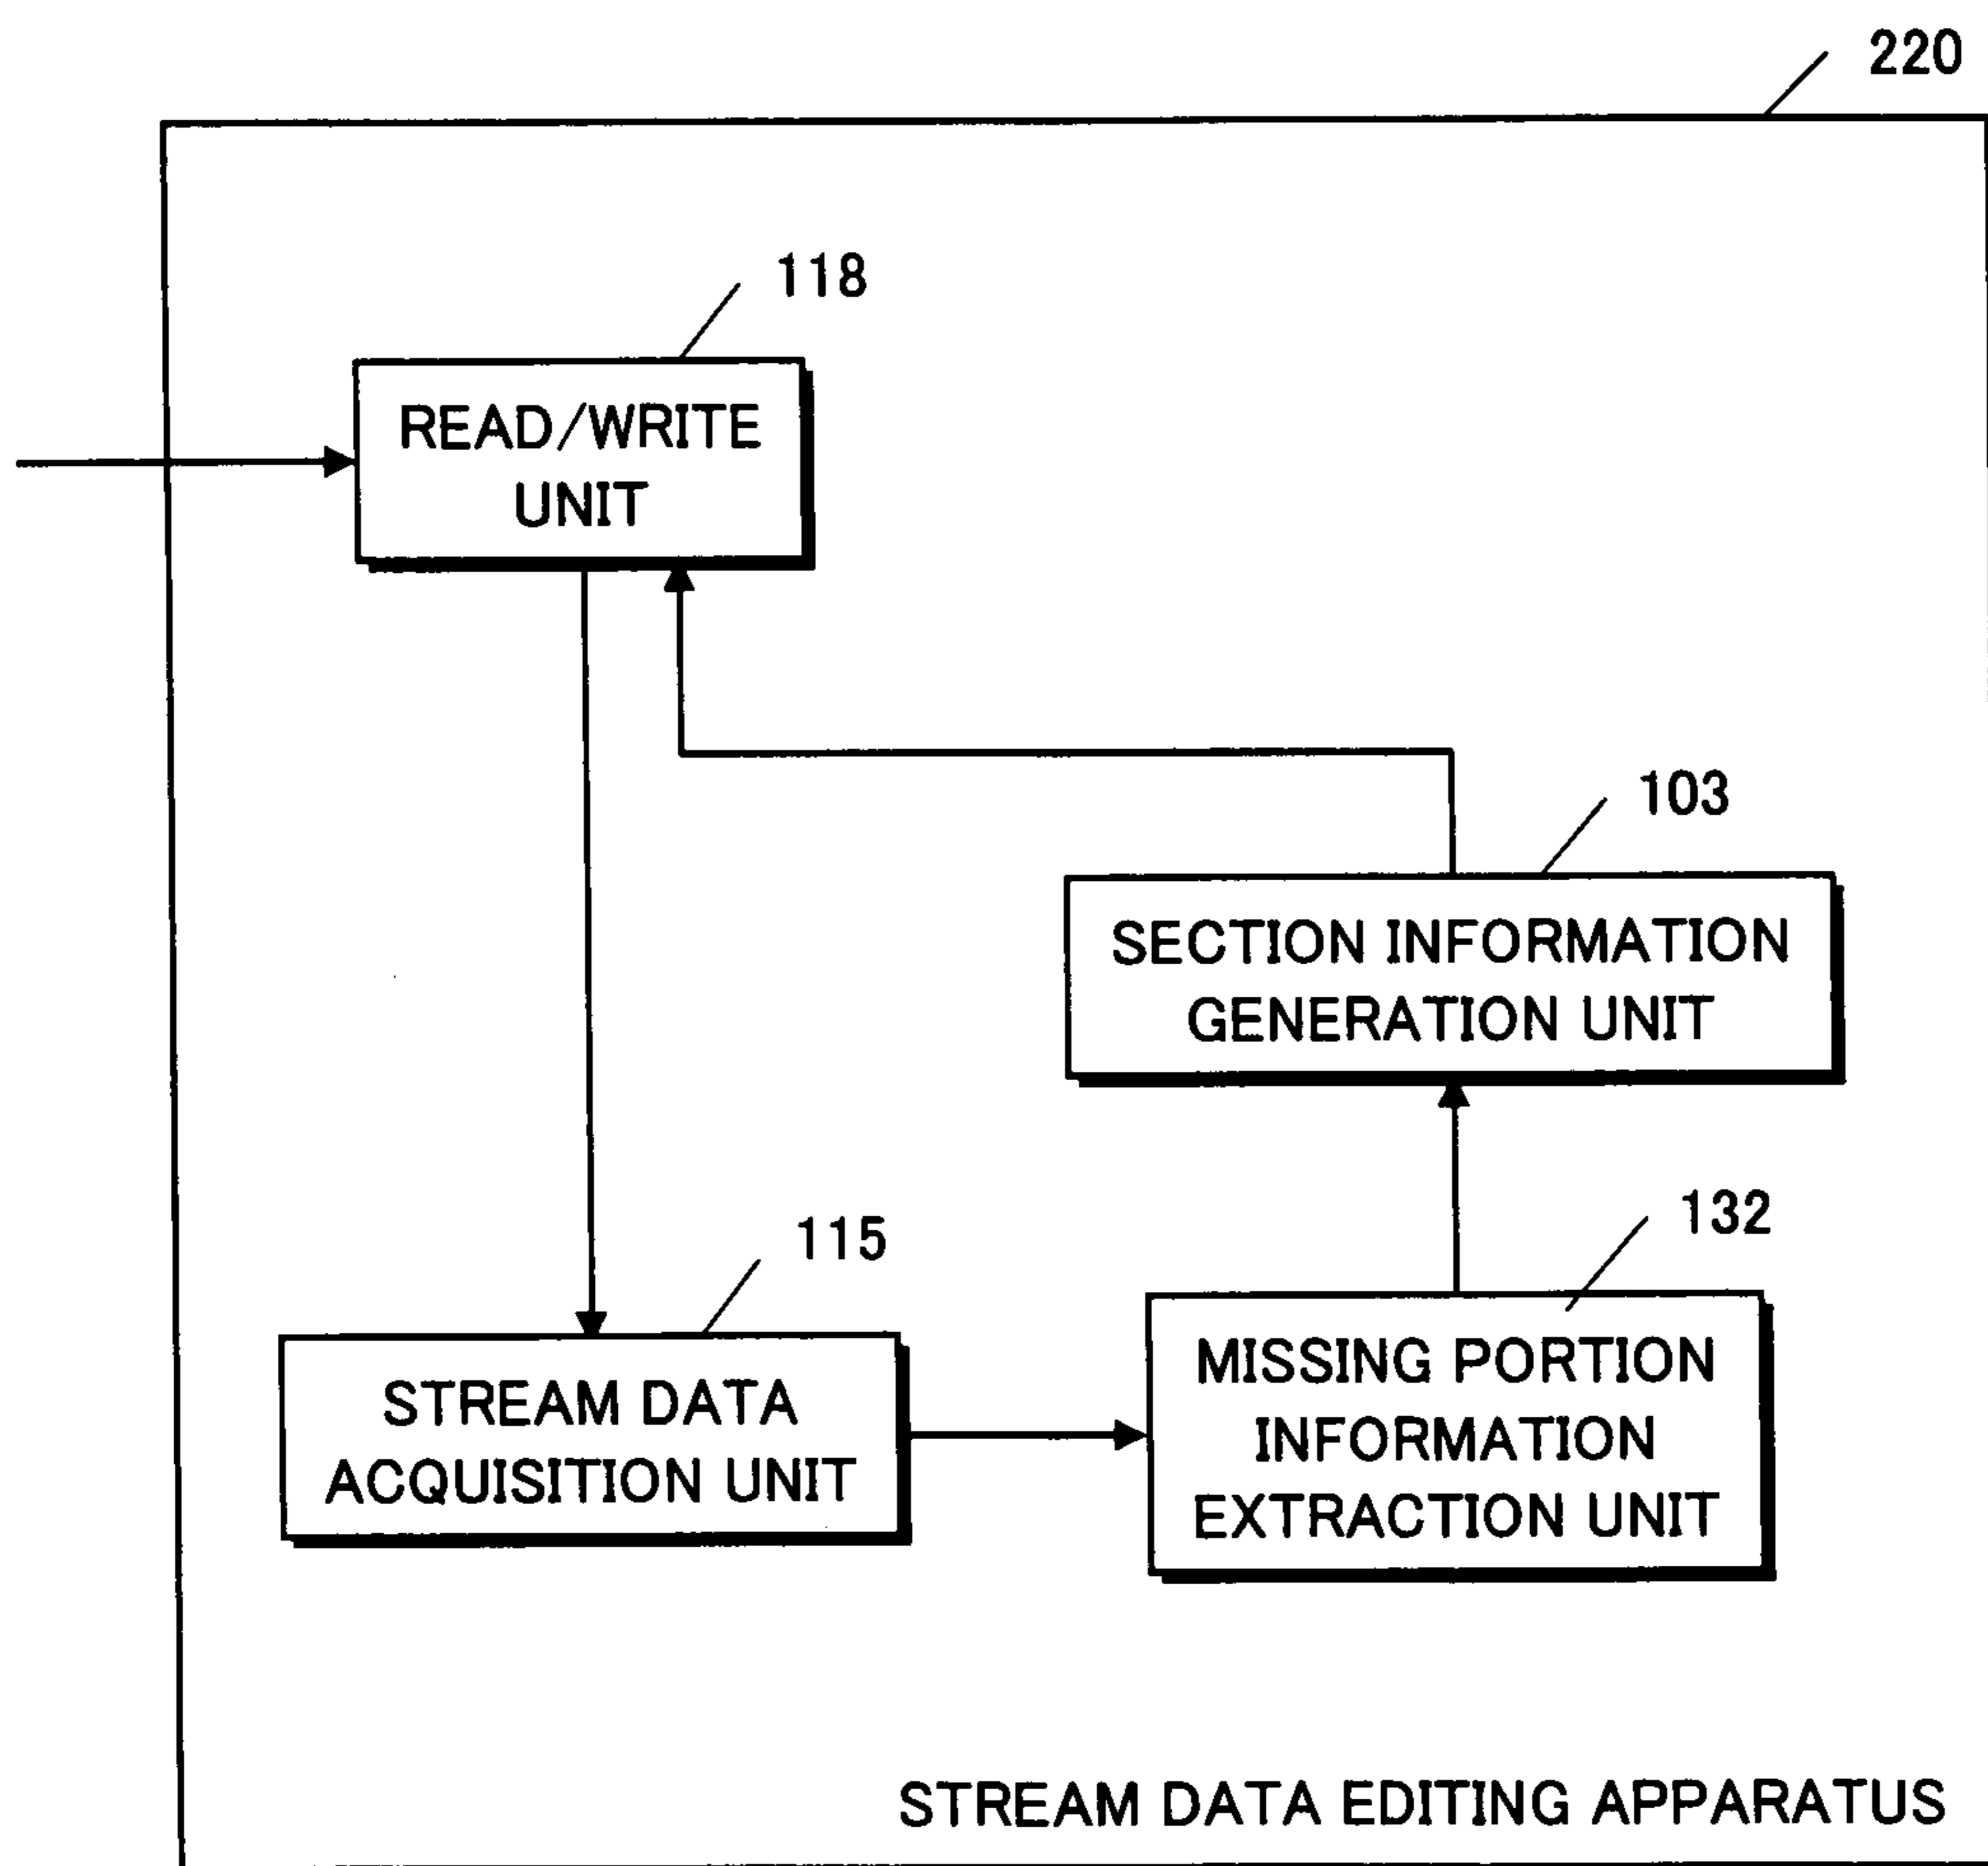 220
118
READ/WRITE
UNIT
103
SECTION INFORMATION
GENERATION UNIT
132
115
MISSING PORTION
INFORMATION
EXTRACTION UNIT
STREAM DATA
ACQUISITION UNIT
STREAM DATA EDITING APPARATUS